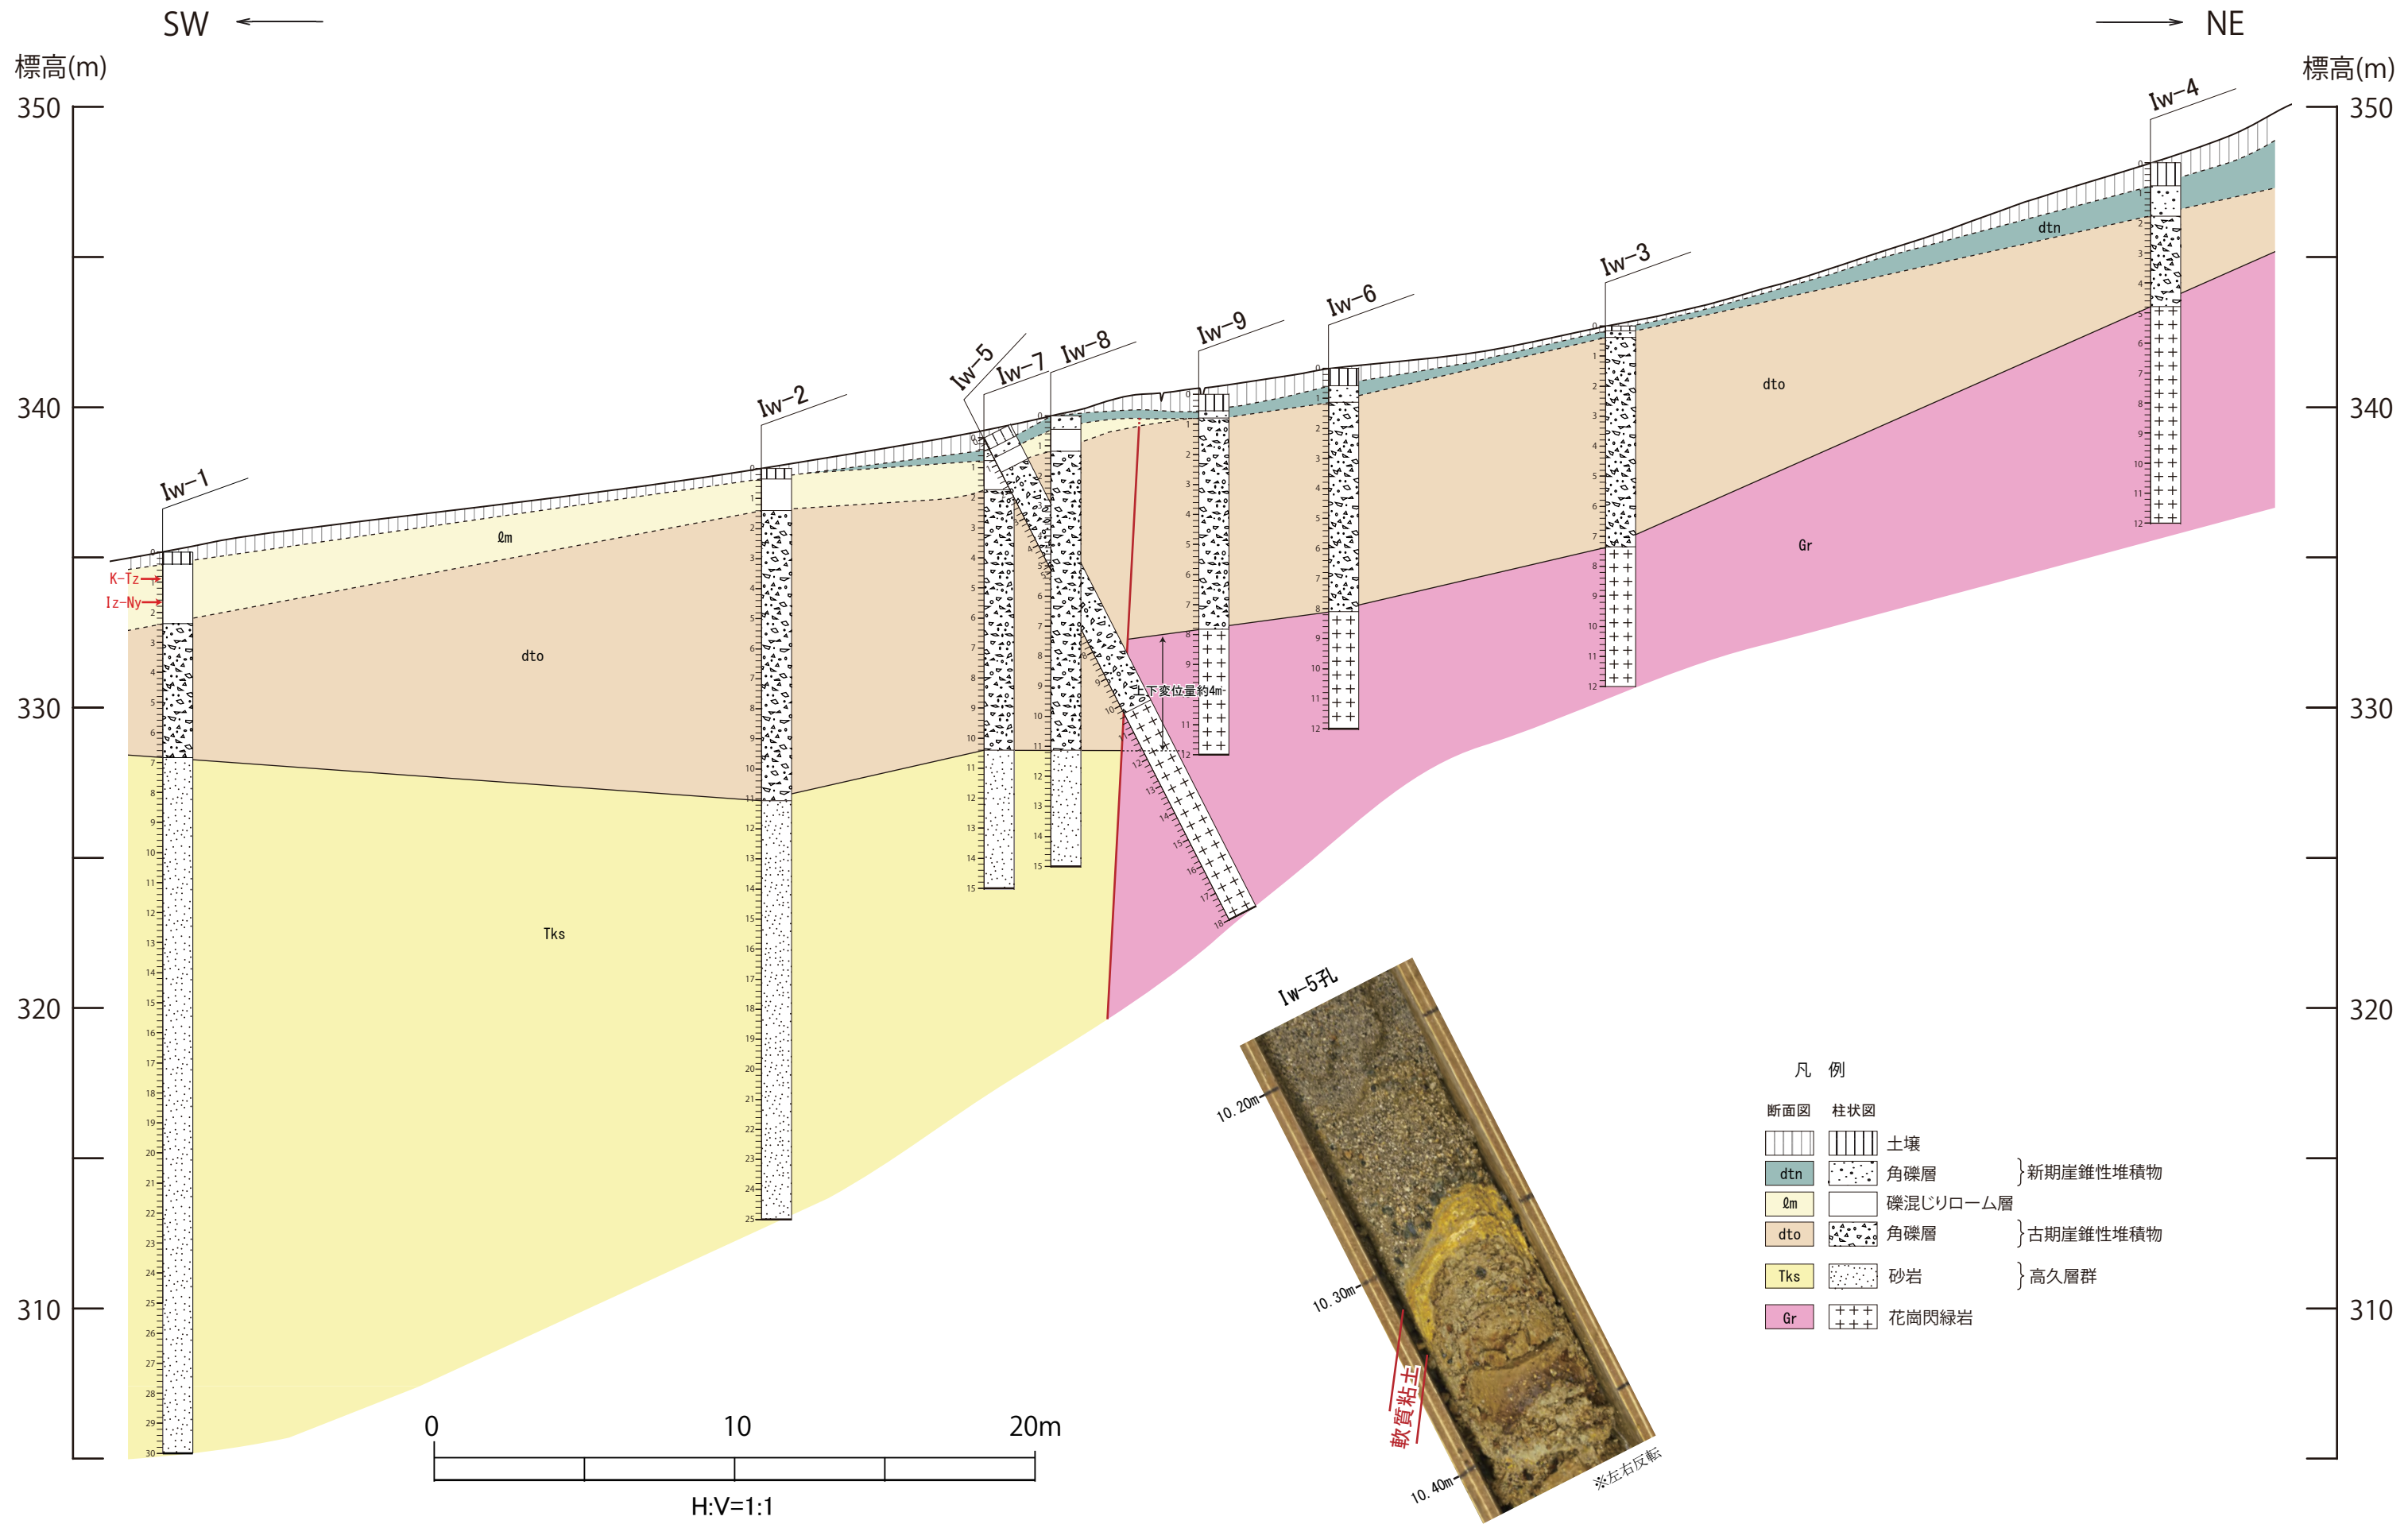 SW
NE
標高(m)
標高(m)
350
340
330
320
310
350
340
330
320
310
Iw-1
Iw-2
Iw-5
Iw-7
Iw-8
Iw-9
Iw-6
Iw-3
Iw-4
K-Tz
Iz-Ny
ℓm
dto
Tks
dtn
dto
Gr
上下変位量約4m
Iw-5孔
10.20m
10.30m
10.40m
軟質粘土
※左右反転
0 10 20m
H:V=1:1
凡 例
断面図 柱状図
土壌
dtn 角礫層 }新期崖錐性堆積物
ℓm 礫混じりローム層
dto 角礫層 }古期崖錐性堆積物
Tks 砂岩 }高久層群
Gr 花崗閃緑岩